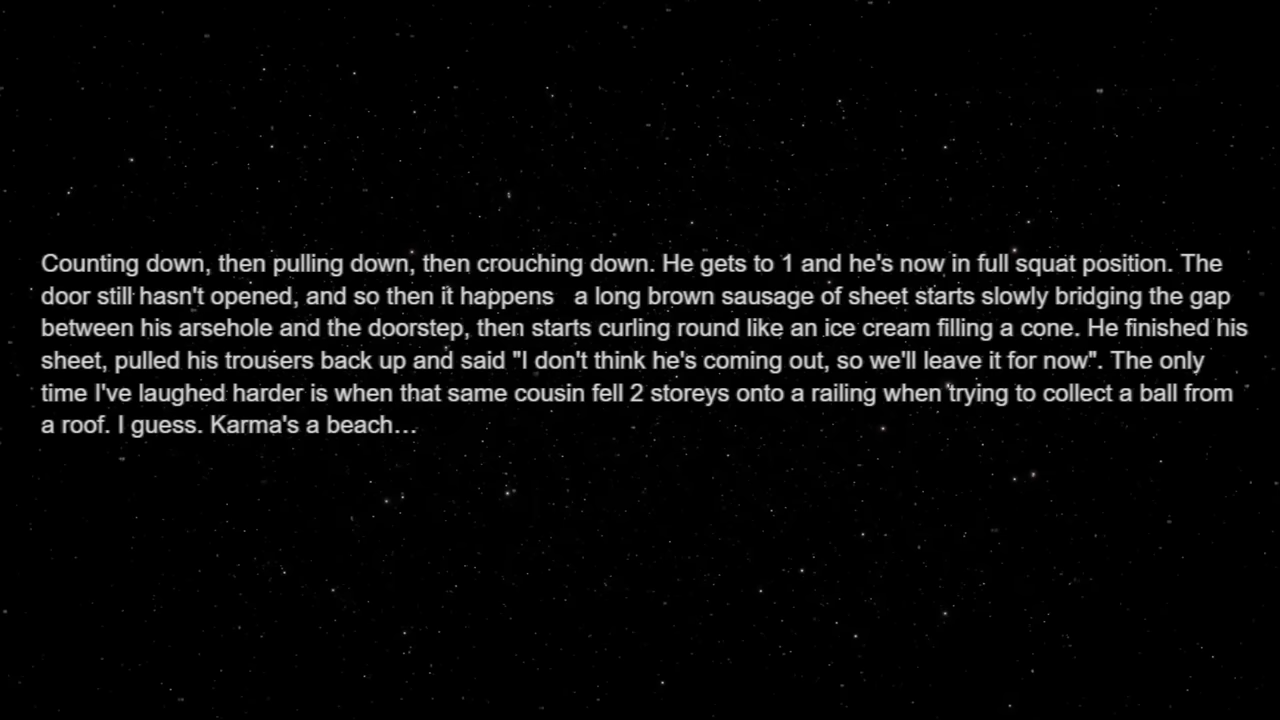 Counting down, then pulling down, then crouching down. He gets to 1 and he's now in full squat position. The
door still hasn't opened, and so then it happens   a long brown sausage of sheet starts slowly bridging the gap
between his arsehole and the doorstep, then starts curling round like an ice cream filling a cone. He finished his
sheet, pulled his trousers back up and said "I don't think he's coming out, so we'll leave it for now". The only
time I've laughed harder is when that same cousin fell 2 storeys onto a railing when trying to collect a ball from
a roof. I guess. Karma's a beach...